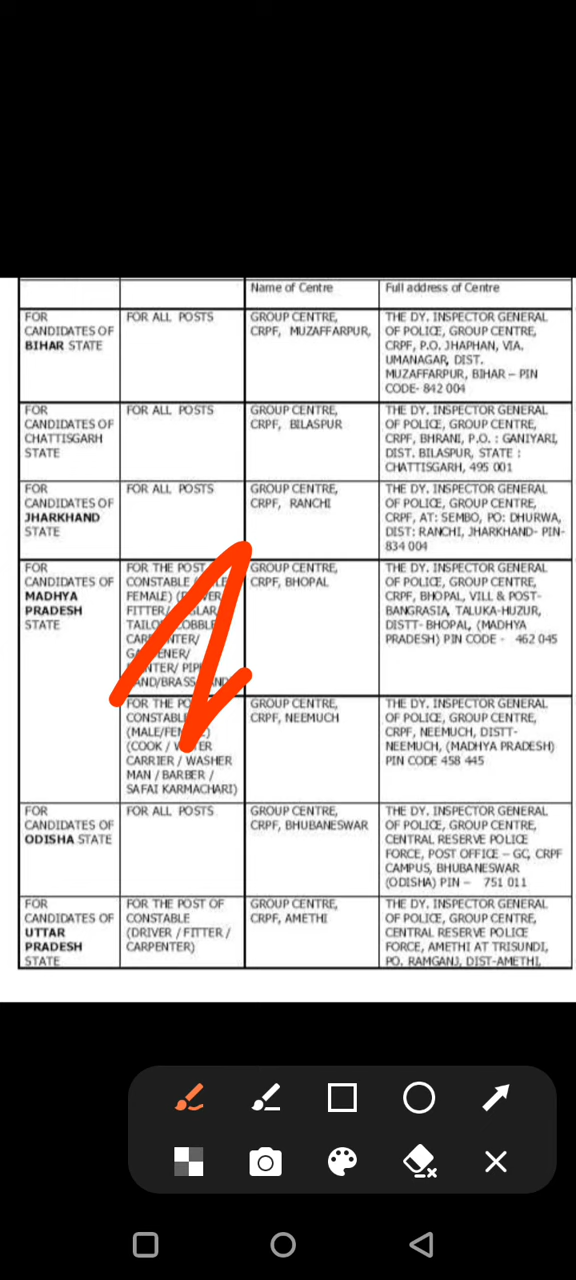 Name of Centre
Full address of Centre
FOR
CANDIDATES OF
BIHAR STATE
FOR ALL POSTS
GROUP CENTRE,
CRPF, MUZAFFARPUR,
THE DY. INSPECTOR GENERAL
OF POLICE, GROUP CENTRE,
CRPF, P.O. JHAPHAN, VIA.
UMANAGAR, DIST.
MUZAFFARPUR, BIHAR – PIN
CODE- 842 004
FOR
CANDIDATES OF
CHATTISGARH
STATE
FOR ALL POSTS
GROUP CENTRE,
CRPF, BILASPUR
THE DY. INSPECTOR GENERAL
OF POLICE, GROUP CENTRE,
CRPF, BHRANI, P.O. : GANIYARI,
DIST. BILASPUR, STATE :
CHATTISGARH, 495 001
FOR
CANDIDATES OF
JHARKHAND
STATE
FOR ALL POSTS
GROUP CENTRE,
CRPF, RANCHI
THE DY. INSPECTOR GENERAL
OF POLICE, GROUP CENTRE,
CRPF, AT: SEMBO, PO: DHURWA,
DIST: RANCHI, JHARKHAND- PIN-
834 004
FOR
CANDIDATES OF
MADHYA
PRADESH
STATE
FOR THE POST
CONSTABLE
FEMALE)
FITTER/
GROUP CENTRE,
CRPF, BHOPAL
THE DY. INSPECTOR GENERAL
OF POLICE, GROUP CENTRE,
CRPF, BHOPAL, VILL & POST-
BANGRASIA, TALUKA-HUZUR,
DISTT- BHOPAL, (MADHYA
PRADESH) PIN CODE - 462 045
FOR THE
(COOK /
CARRIER / WASHER
MAN / BARBER /
SAFAI KARMACHARI)
GROUP CENTRE,
CRPF, NEEMUCH
THE DY. INSPECTOR GENERAL
OF POLICE, GROUP CENTRE,
CRPF, NEEMUCH, DISTT-
NEEMUCH, (MADHYA PRADESH)
PIN CODE 458 445
FOR
CANDIDATES OF
ODISHA STATE
FOR ALL POSTS
GROUP CENTRE,
CRPF, BHUBANESWAR
THE DY. INSPECTOR GENERAL
OF POLICE, GROUP CENTRE,
CENTRAL RESERVE POLICE
FORCE, POST OFFICE – GC, CRPF
CAMPUS, BHUBANESWAR
(ODISHA) PIN – 751 011
FOR
CANDIDATES OF
UTTAR
PRADESH
STATE
FOR THE POST OF
CONSTABLE
(DRIVER / FITTER /
CARPENTER)
GROUP CENTRE,
CRPF, AMETHI
THE DY. INSPECTOR GENERAL
OF POLICE, GROUP CENTRE,
CENTRAL RESERVE POLICE
FORCE, AMETHI AT TRISUNDI,
PO. RAMGANJ, DIST-AMETHI,